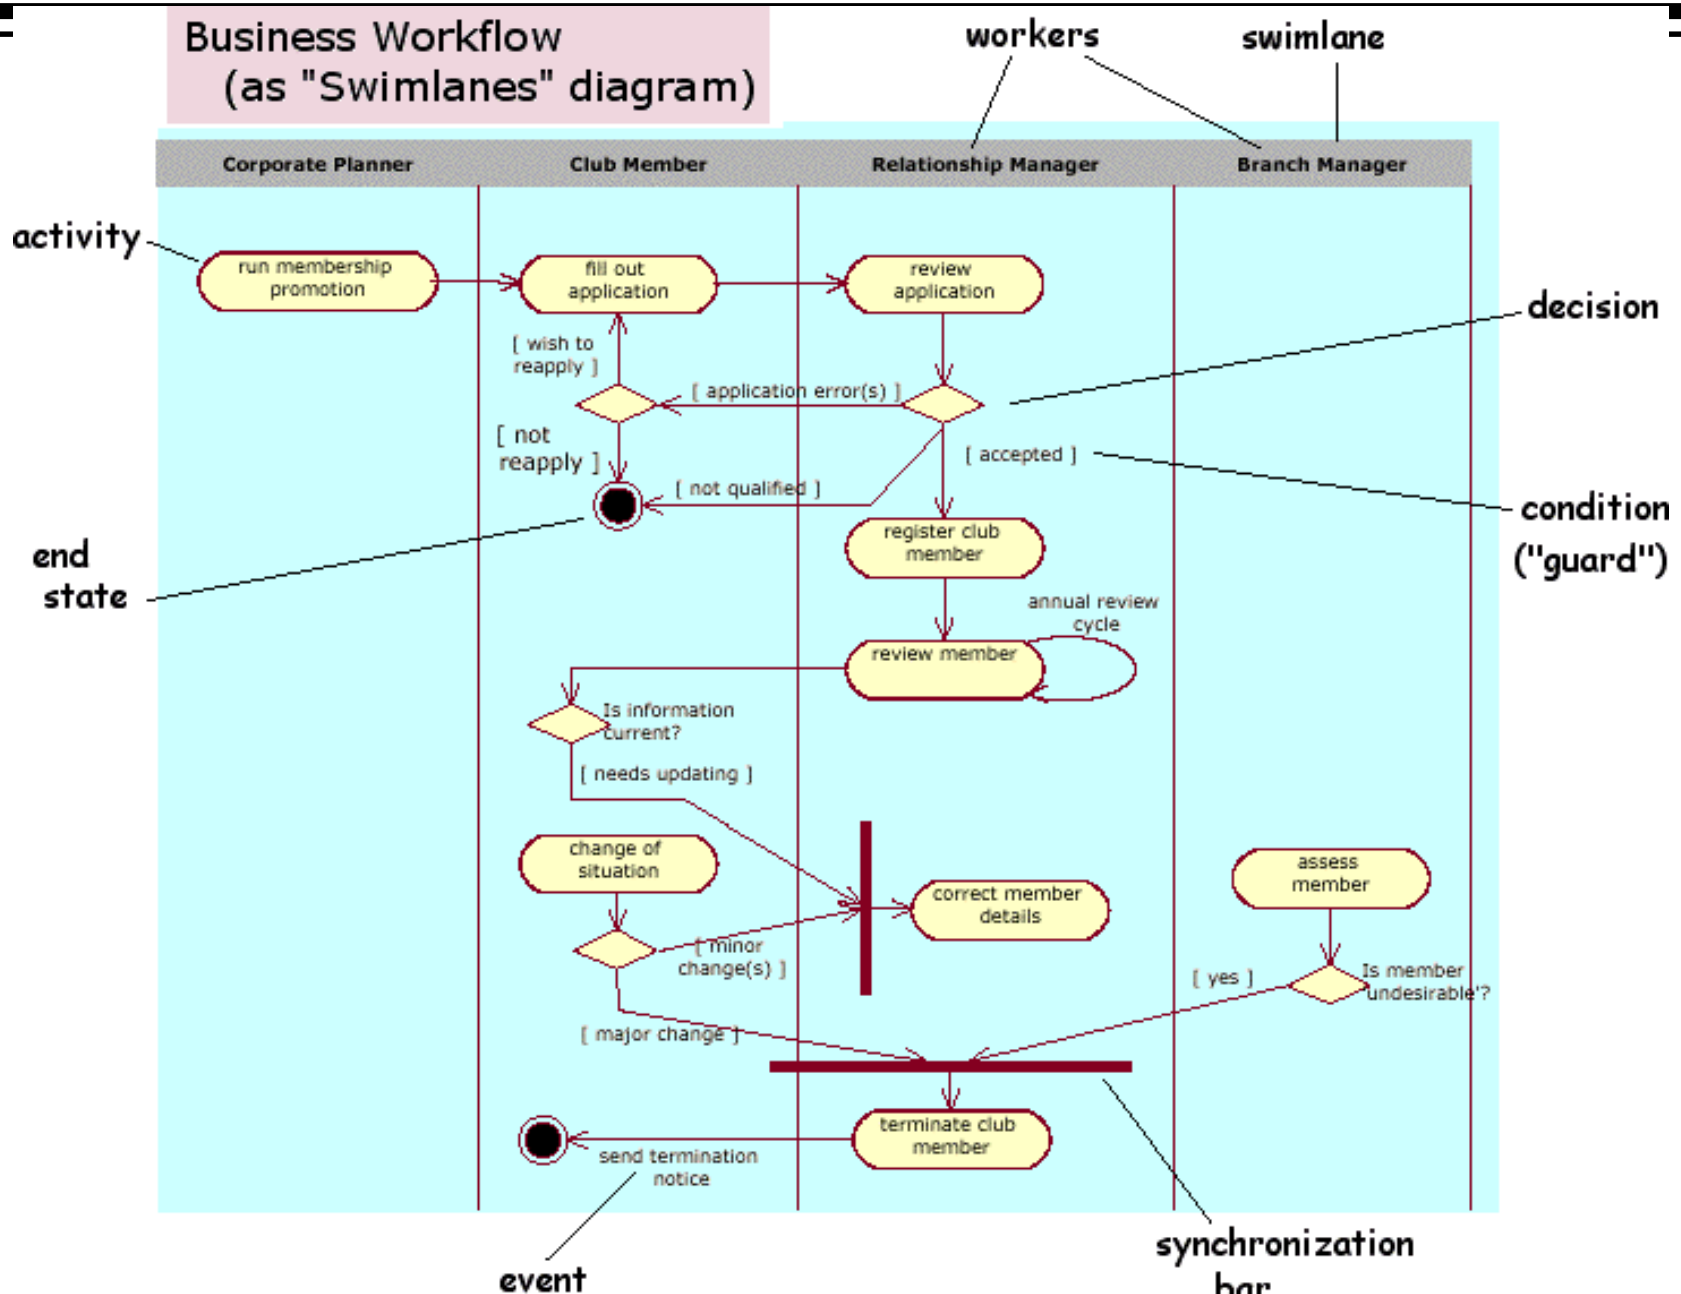 Business Workflow
(as "Swimlanes" diagram)
workers
swimlane
Corporate Planner
Club Member
Relationship Manager
Branch Manager
activity
run membership
promotion
fill out
application
review
application
decision
[ wish to
reapply ]
[ application error(s) ]
[ not
reapply ]
[ accepted ]
[ not qualified ]
condition
("guard")
end
state
register club
member
annual review
cycle
review member
Is information
current?
[ needs updating ]
change of
situation
correct member
details
assess
member
[ minor
change(s) ]
[ yes ]
Is member
'undesirable'?
[ major change ]
terminate club
member
send termination
notice
event
synchronization
bar